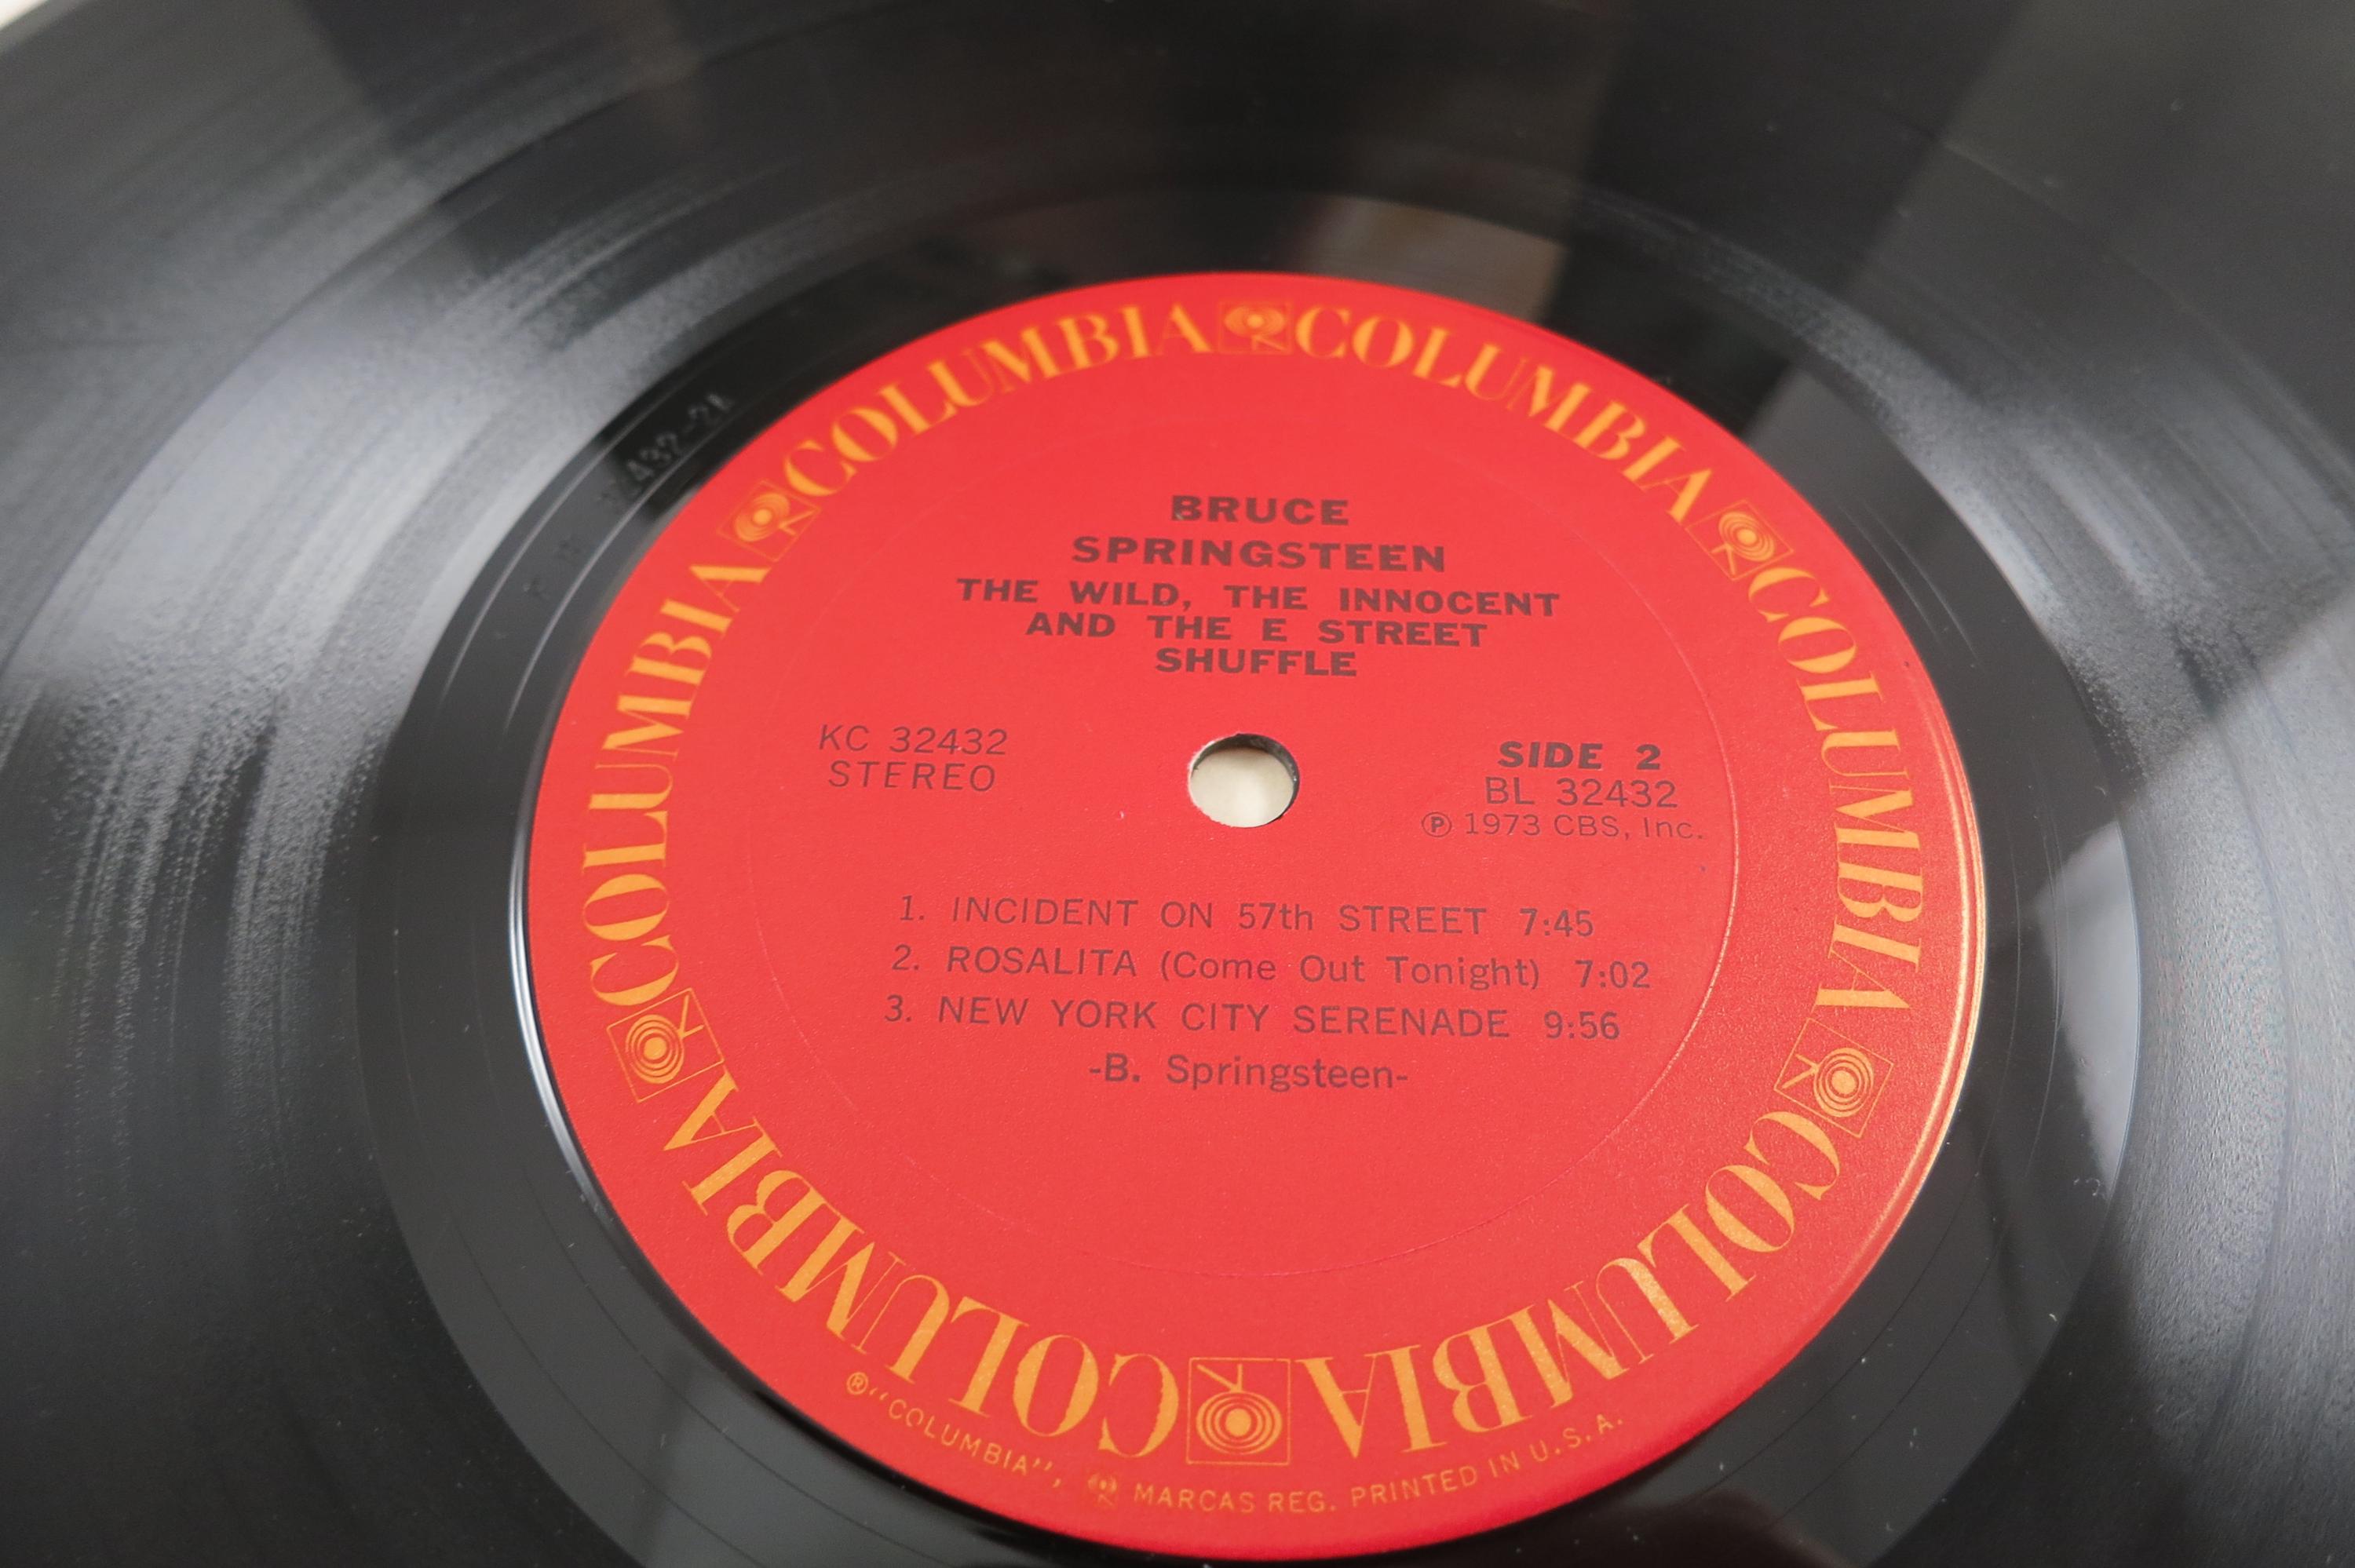 COLUMBIA COLUMBIA COLUMBIA COLUMBIA COLUMBIA COLUMBIA
BRUCE
SPRINGSTEEN
THE WILD, THE INNOCENT
AND THE E STREET
SHUFFLE
KC 32432
STEREO
SIDE 2
BL 32432
Ⓟ 1973 CBS, Inc.
1. INCIDENT ON 57th STREET 7:45
2. ROSALITA (Come Out Tonight) 7:02
3. NEW YORK CITY SERENADE 9:56
-B. Springsteen-
®"COLUMBIA", MARCAS REG. PRINTED IN U.S.A.